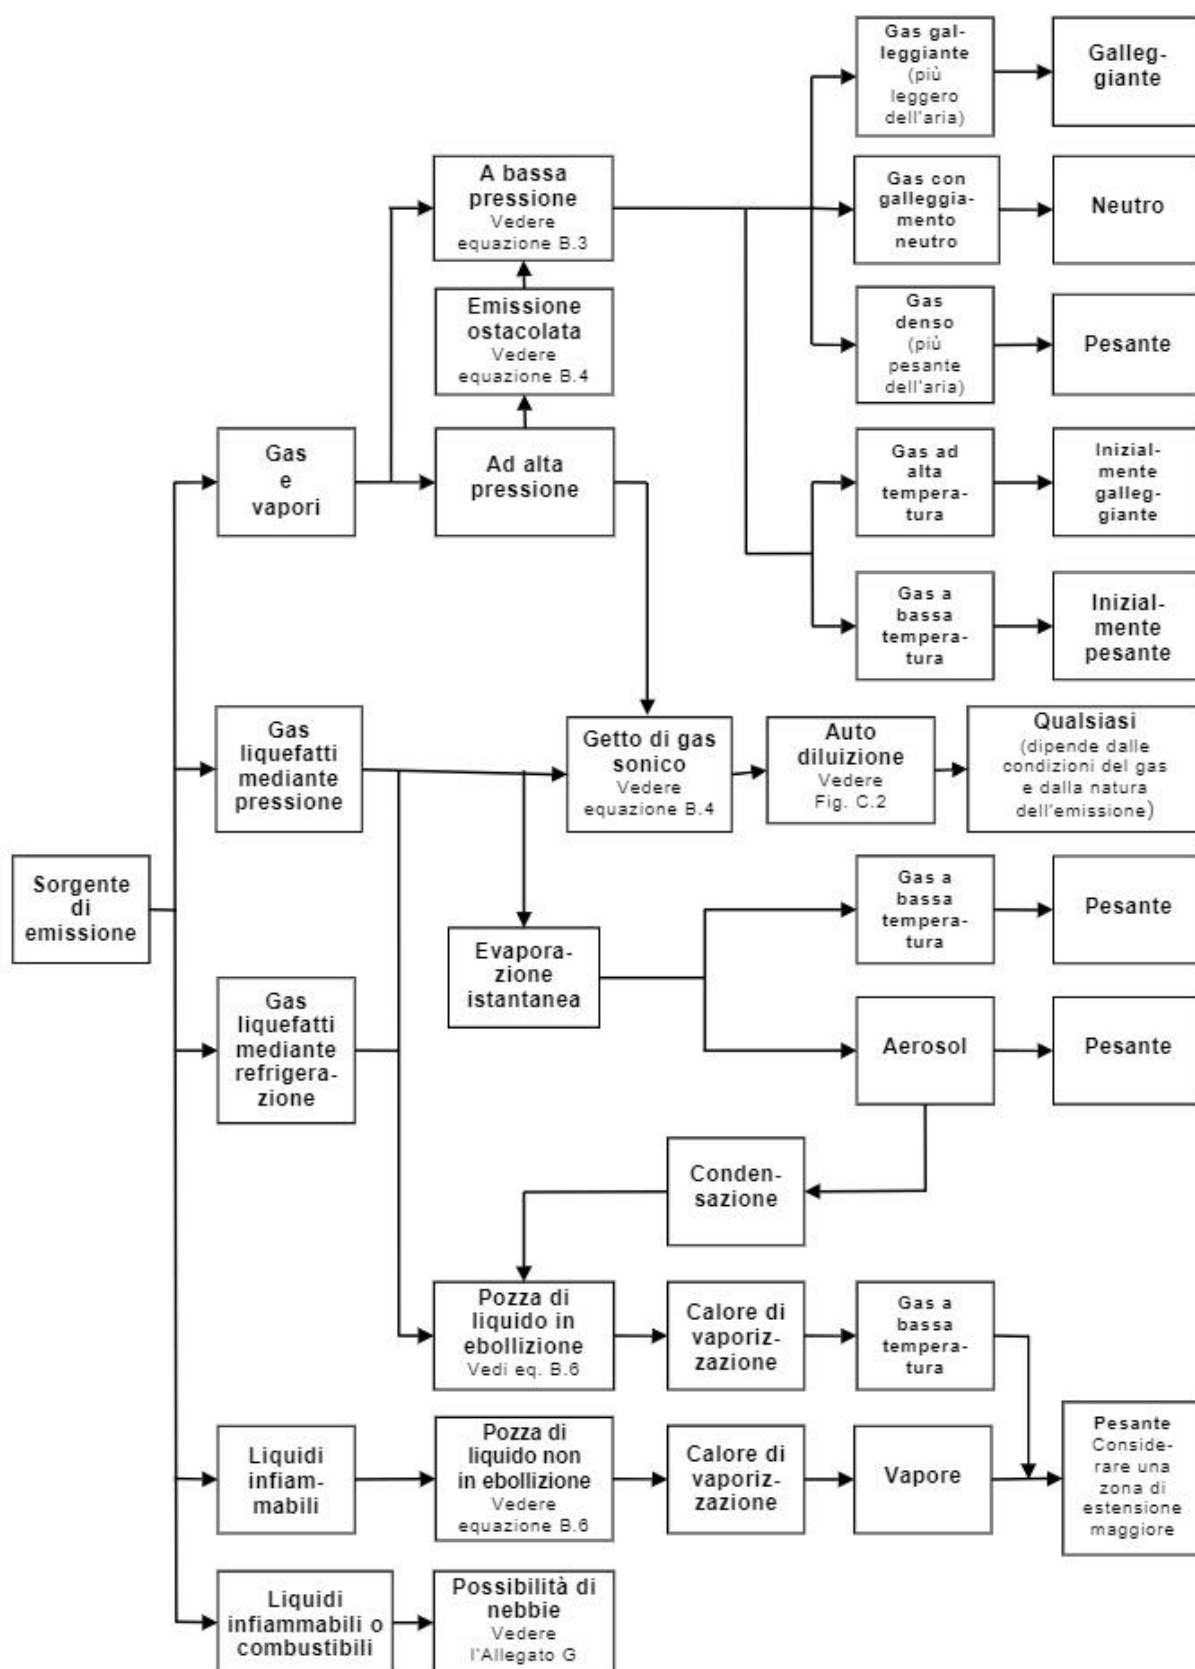 Gas gal-
leggiante
(più
leggero
dell'aria)
Galleg-
giante
A bassa
pressione
Vedere
equazione B.3
Gas con
galleggia-
mento
neutro
Neutro
Emissione
ostacolata
Vedere
equazione B.4
Gas
denso
(più
pesante
dell'aria)
Pesante
Gas
e
vapori
Ad alta
pressione
Gas ad
alta
tempera-
tura
Inizial-
mente
galleg-
giante
Gas a
bassa
tempera-
tura
Inizial-
mente
pesante
Gas
liquefatti
mediante
pressione
Getto di gas
sonico
Vedere
equazione B.4
Auto
diluizione
Vedere
Fig. C.2
Qualsiasi
(dipende dalle
condizioni del gas
e dalla natura
dell'emissione)
Sorgente
di
emissione
Gas a
bassa
tempera-
tura
Pesante
Evapora-
zione
istantanea
Gas
liquefatti
mediante
refrigera-
zione
Aerosol
Pesante
Conden-
sazione
Pozza di
liquido in
ebollizione
Vedi eq. B.6
Calore di
vaporiz-
zazione
Gas a
bassa
tempera-
tura
Liquidi
infiam-
mabili
Pozza di
liquido non
in ebollizione
Vedere
equazione B.6
Calore di
vaporiz-
zazione
Vapore
Pesante
Conside-
rare una
zona di
estensione
maggiore
Liquidi
infiammabili o
combustibili
Possibilità di
nebbie
Vedere
l'Allegato G